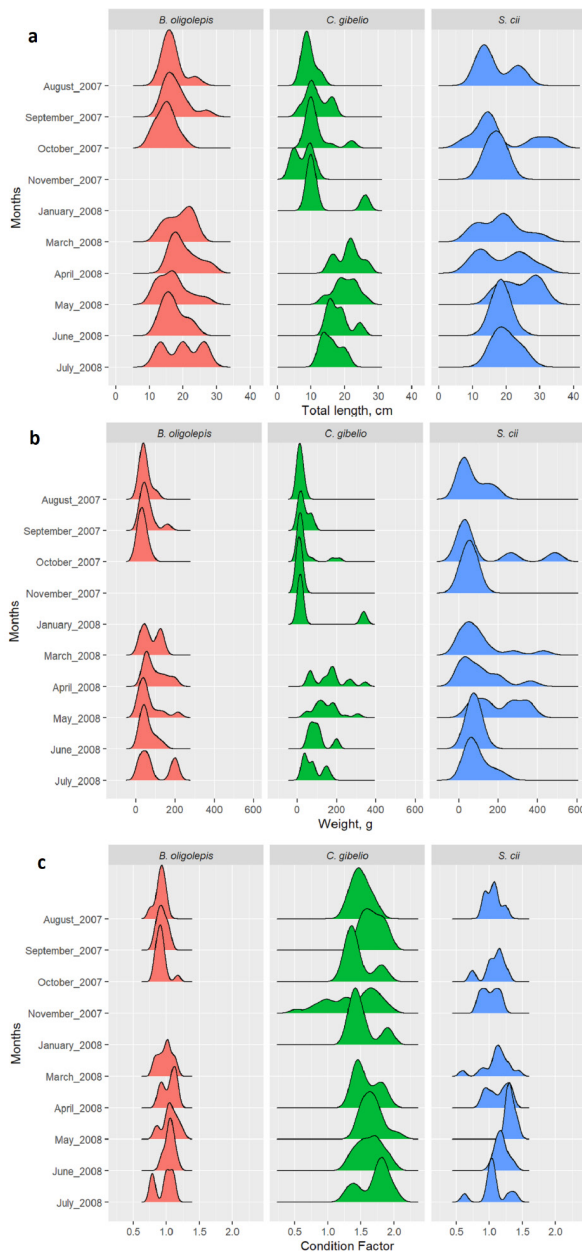 a
B. oligolepis C. gibelio S. cii
August_2007
September_2007
October_2007
November_2007
January_2008
March_2008
April_2008
May_2008
June_2008
July_2008
Months
0 10 20 30 40 0 10 20 30 40 0 10 20 30 40
Total length, cm
b
B. oligolepis C. gibelio S. cii
August_2007
September_2007
October_2007
November_2007
January_2008
March_2008
April_2008
May_2008
June_2008
July_2008
Months
0 200 400 600 0 200 400 600 0 200 400 600
Weight, g
c
B. oligolepis C. gibelio S. cii
August_2007
September_2007
October_2007
November_2007
January_2008
March_2008
April_2008
May_2008
June_2008
July_2008
Months
0.5 1.0 1.5 2.0 0.5 1.0 1.5 2.0 0.5 1.0 1.5 2.0
Condition Factor